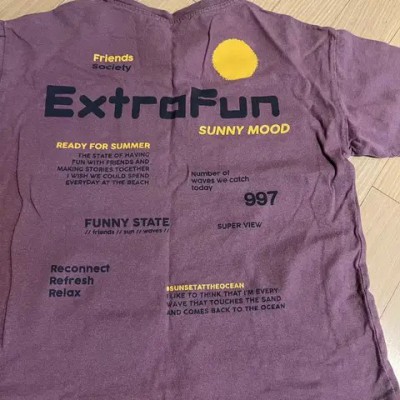 Friends
Society
ExtraFun
SUNNY MOOD
READY FOR SUMMER
THE STATE OF HAVING
FUN WITH FRIENDS AND
MAKING STORIES TOGETHER
I WISH WE COULD SPEND
EVERYDAY AT THE BEACH
Number of
waves we catch
today
997
FUNNY STATE
// friends // sun // waves //
SUPER.VIEW
Reconnect
Refresh
Relax
#SUNSETATTHEOCEAN
I LIKE TO THINK THAT I'M EVERY
WAVE THAT TOUCHES THE SAND
AND COMES BACK TO THE OCEAN